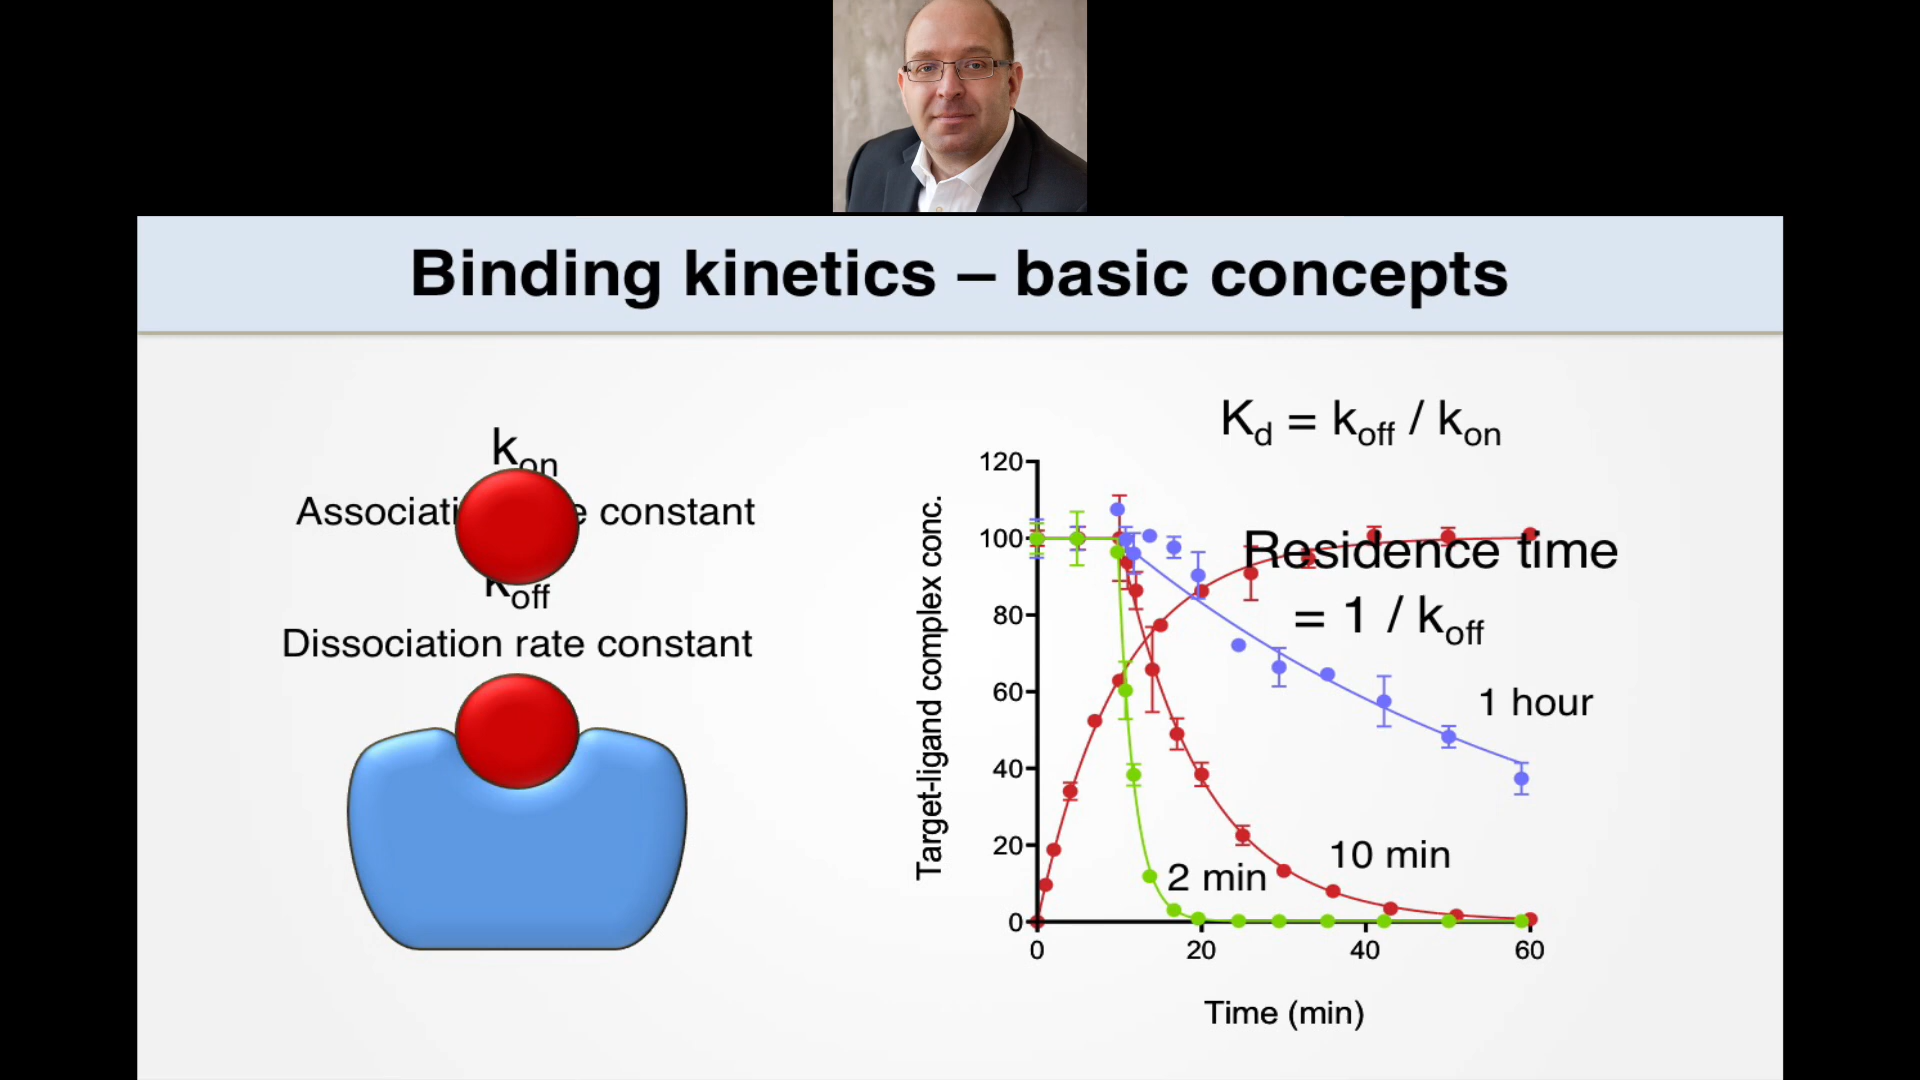 Binding kinetics – basic concepts
kon
Associati e constant
koff
Dissociation rate constant
Kd = koff / kon
Residence time
= 1 / koff
1 hour
10 min
2 min
Target-ligand complex conc.
120
100
80
60
40
20
0
0 20 40 60
Time (min)